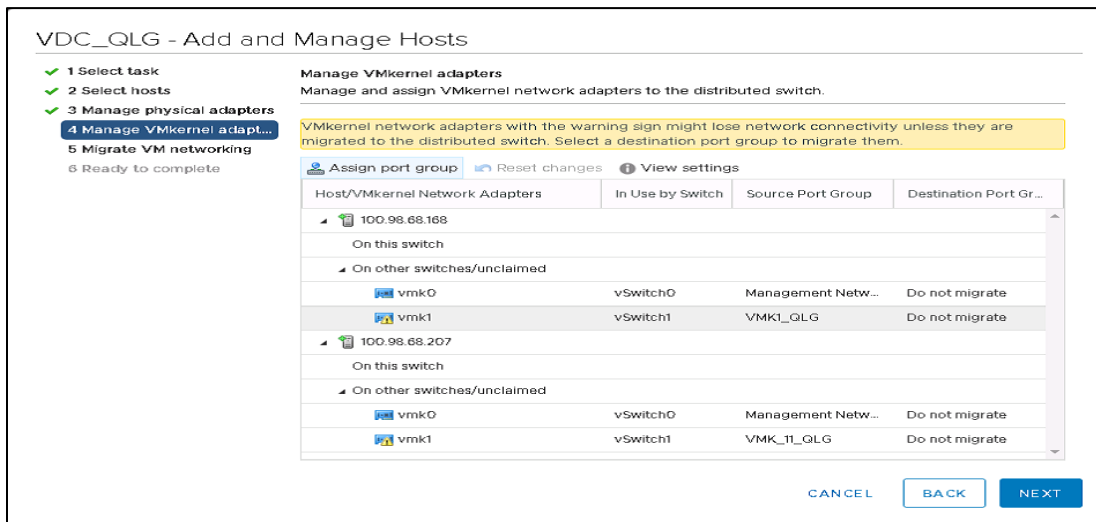 VDC_QLG - Add and Manage Hosts
1 Select task
2 Select hosts
3 Manage physical adapters
4 Manage VMkernel adapt...
5 Migrate VM networking
6 Ready to complete
Manage VMkernel adapters
Manage and assign VMkernel network adapters to the distributed switch.
VMkernel network adapters with the warning sign might lose network connectivity unless they are
migrated to the distributed switch. Select a destination port group to migrate them.
Assign port group Reset changes View settings
Host/VMkernel Network Adapters In Use by Switch Source Port Group Destination Port Gr...
100.98.68.168
On this switch
On other switches/unclaimed
vmk0 vSwitch0 Management Netw... Do not migrate
vmk1 vSwitch1 VMK1_QLG Do not migrate
100.98.68.207
On this switch
On other switches/unclaimed
vmk0 vSwitch0 Management Netw... Do not migrate
vmk1 vSwitch1 VMK_11_QLG Do not migrate
CANCEL BACK NEXT